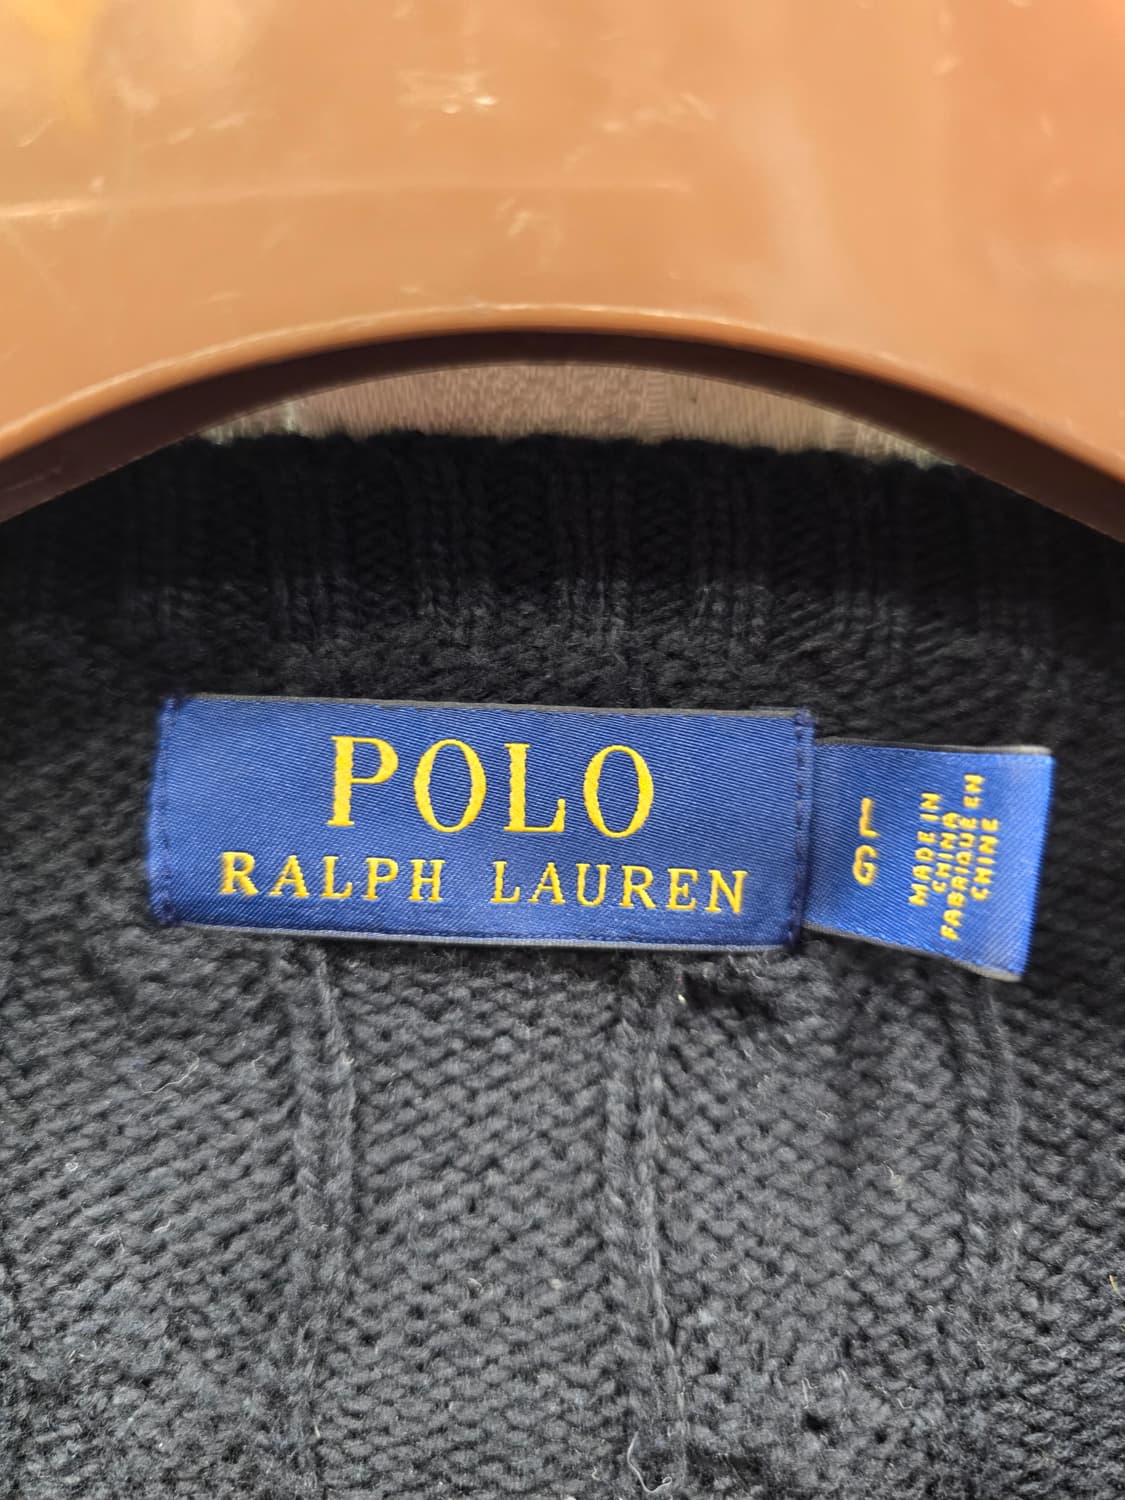 POLO
RALPH LAUREN
L
G
MADE IN
CHINA
FABRIQUÉ EN
CHINE